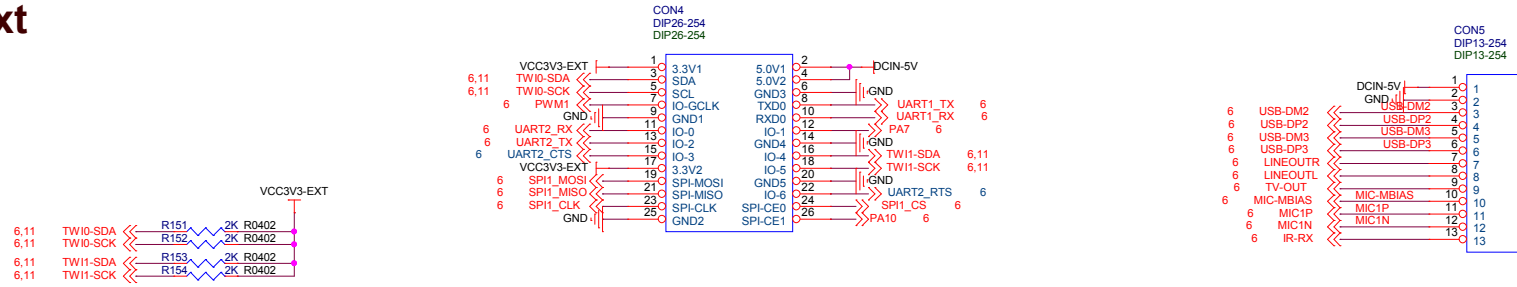 xt
CON4
DIP26-254
DIP26-254
VCC3V3-EXT 1 3.3V1 5.0V1 2 DCIN-5V
6,11 TWI0-SDA 3 SDA 5.0V2 4
6,11 TWI0-SCK 5 SCL GND3 6 GND
6 PWM1 7 IO-GCLK TXD0 8 UART1_TX 6
GND 9 GND1 RXD0 10 UART1_RX 6
6 UART2_RX 11 IO-0 IO-1 12 PA7 6
6 UART2_TX 13 IO-2 GND4 14 GND
6 UART2_CTS 15 IO-3 IO-4 16 TWI1-SDA 6,11
VCC3V3-EXT 17 3.3V2 IO-5 18 TWI1-SCK 6,11
6 SPI1_MOSI 19 SPI-MOSI GND5 20 GND
6 SPI1_MISO 21 SPI-MISO IO-6 22 UART2_RTS 6
6 SPI1_CLK 23 SPI-CLK SPI-CE0 24 SPI1_CS 6
GND 25 GND2 SPI-CE1 26 PA10 6
VCC3V3-EXT
6,11 TWI0-SDA R151 2K R0402
6,11 TWI0-SCK R152 2K R0402
6,11 TWI1-SDA R153 2K R0402
6,11 TWI1-SCK R154 2K R0402
CON5
DIP13-254
DIP13-254
DCIN-5V 1 1
GND 2 2
6 USB-DM2 USB-DM2 3 3
6 USB-DP2 USB-DP2 4 4
6 USB-DM3 USB-DM3 5 5
6 USB-DP3 USB-DP3 6 6
6 LINEOUTR 7 7
6 LINEOUTL 8 8
6 TV-OUT 9 9
6 MIC-MBIAS MIC-MBIAS 10 10
6 MIC1P MIC1P 11 11
6 MIC1N MIC1N 12 12
6 IR-RX 13 13